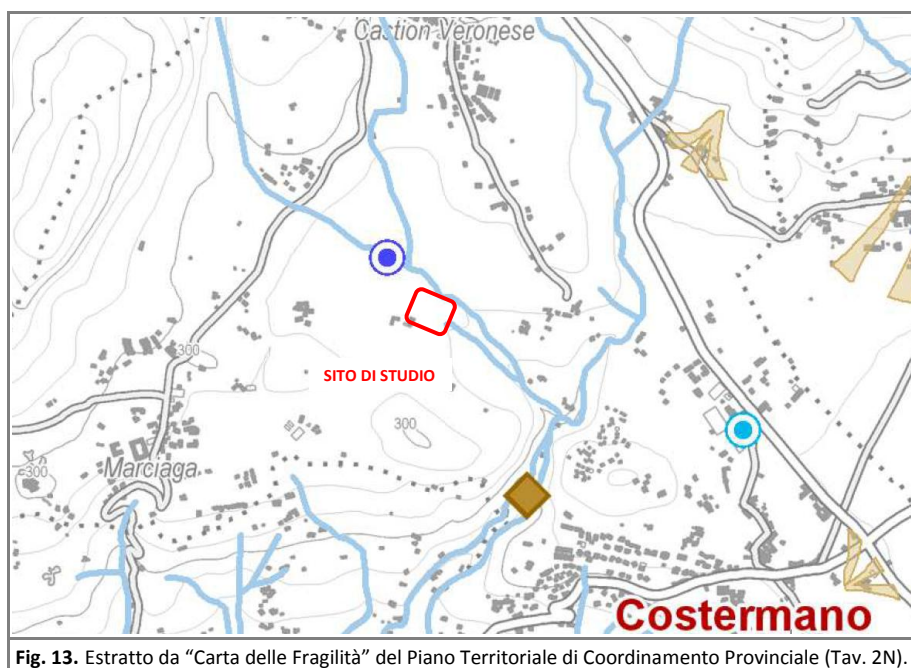 Castion Veronese
300
SITO DI STUDIO
300
Marciaga
300
Costermano
Fig. 13. Estratto da “Carta delle Fragilità” del Piano Territoriale di Coordinamento Provinciale (Tav. 2N).